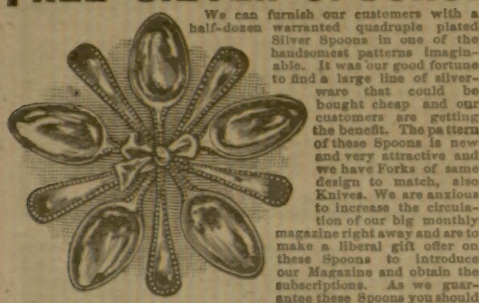 We can furnish our customers with a
half-dozen warranted quadruple plated
Silver Spoons in one of the
handsomest patterns imagin-
able. It was our good fortune
to find a large line of silver-
ware that could be
bought cheap and our
customers are getting
the benefit. The pattern
of these Spoons is new
and very attractive and
we have Forks of same
design to match, also
Knives. We are anxious
to increase the circula-
tion of our big monthly
magazine right away and are to
make a liberal gift offer on
these Spoons to introduce
our Magazine and obtain the
subscriptions. As we guar-
antee these Spoons you should